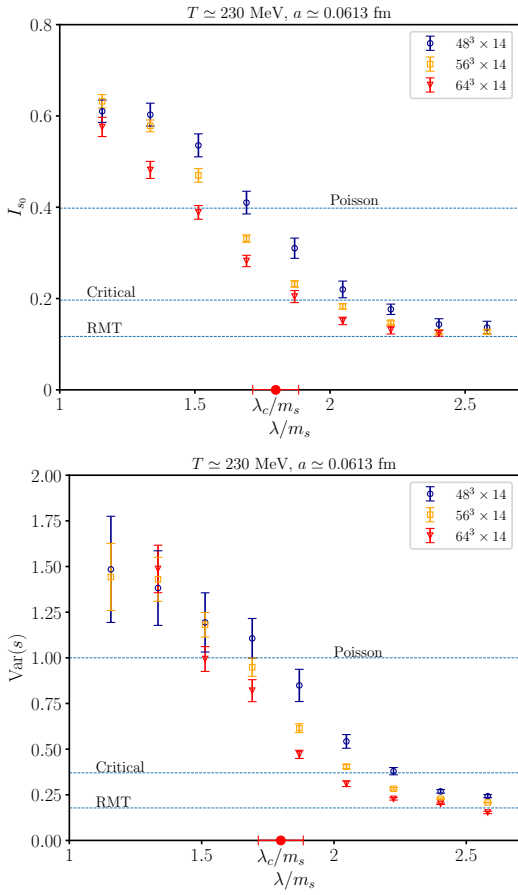 T ≃ 230 MeV, a ≃ 0.0613 fm
48³ × 14
56³ × 14
64³ × 14
Poisson
Critical
RMT
I_{s₀}
0.8
0.6
0.4
0.2
0
1
1.5
2
2.5
λ_c/m_s
λ/m_s
T ≃ 230 MeV, a ≃ 0.0613 fm
48³ × 14
56³ × 14
64³ × 14
Poisson
Critical
RMT
Var(s)
2.00
1.75
1.50
1.25
1.00
0.75
0.50
0.25
0.00
1
1.5
2
2.5
λ_c/m_s
λ/m_s